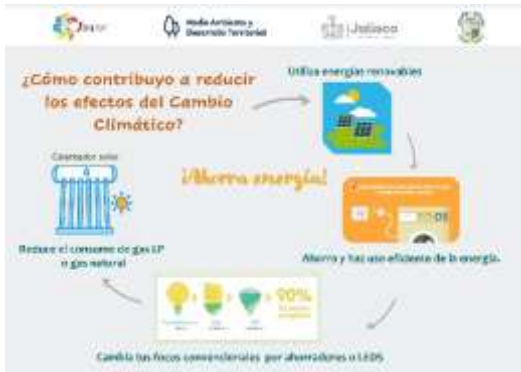 Medio Ambiente y
Desarrollo Territorial
Jalisco
¿Cómo contribuyo a reducir
los efectos del Cambio
Climático?
Utiliza energías renovables
Calentador solar
¡Ahorra energía!
Reduce el consumo de gas LP
o gas natural
Ahorra y haz uso eficiente de la energía.
90%
Cambia tus focos convencionales por ahorradores o LEDS